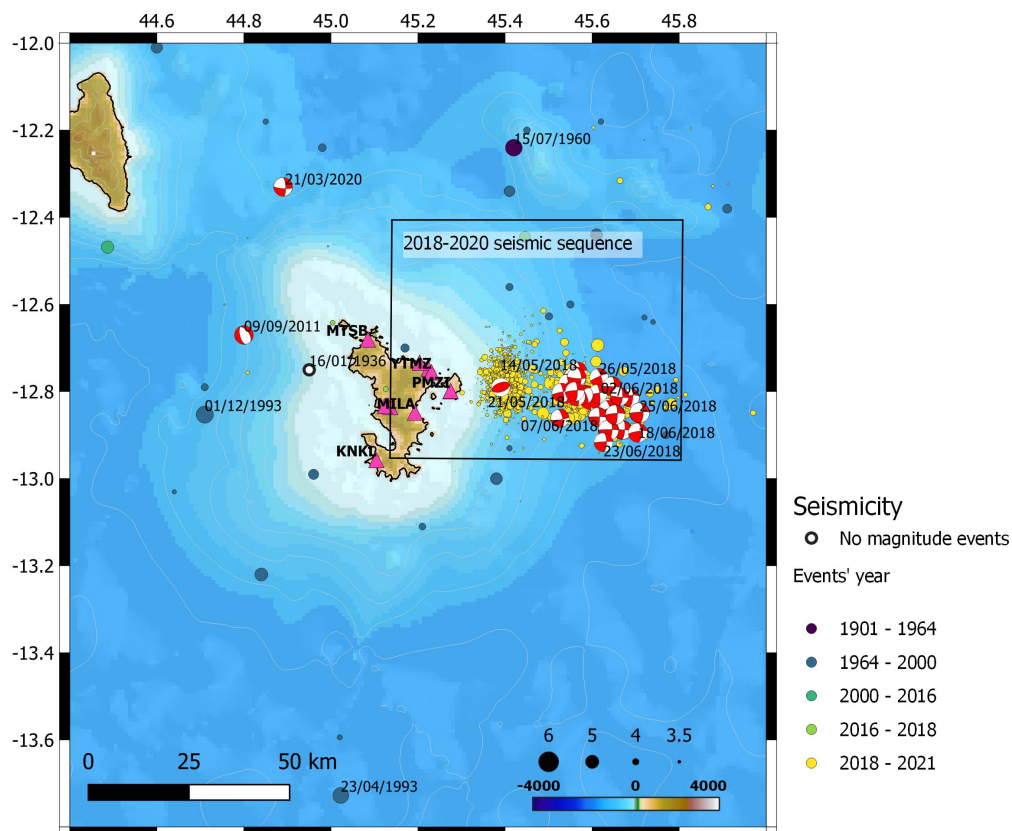 44.6 44.8 45.0 45.2 45.4 45.6 45.8
-12.0
-12.2
-12.4
-12.6
-12.8
-13.0
-13.2
-13.4
-13.6
15/07/1960
21/03/2020
2018-2020 seismic sequence
09/09/2011
MTSB
16/01/1936
YTMZ
14/05/2018
26/05/2018
PMZI
02/06/2018
01/12/1993
MILA
21/05/2018
25/06/2018
07/06/2018
18/06/2018
KNKL
23/06/2018
Seismicity
No magnitude events
Events' year
1901 - 1964
1964 - 2000
2000 - 2016
2016 - 2018
2018 - 2021
0 25 50 km
6 5 4 3.5
-4000 0 4000
23/04/1993